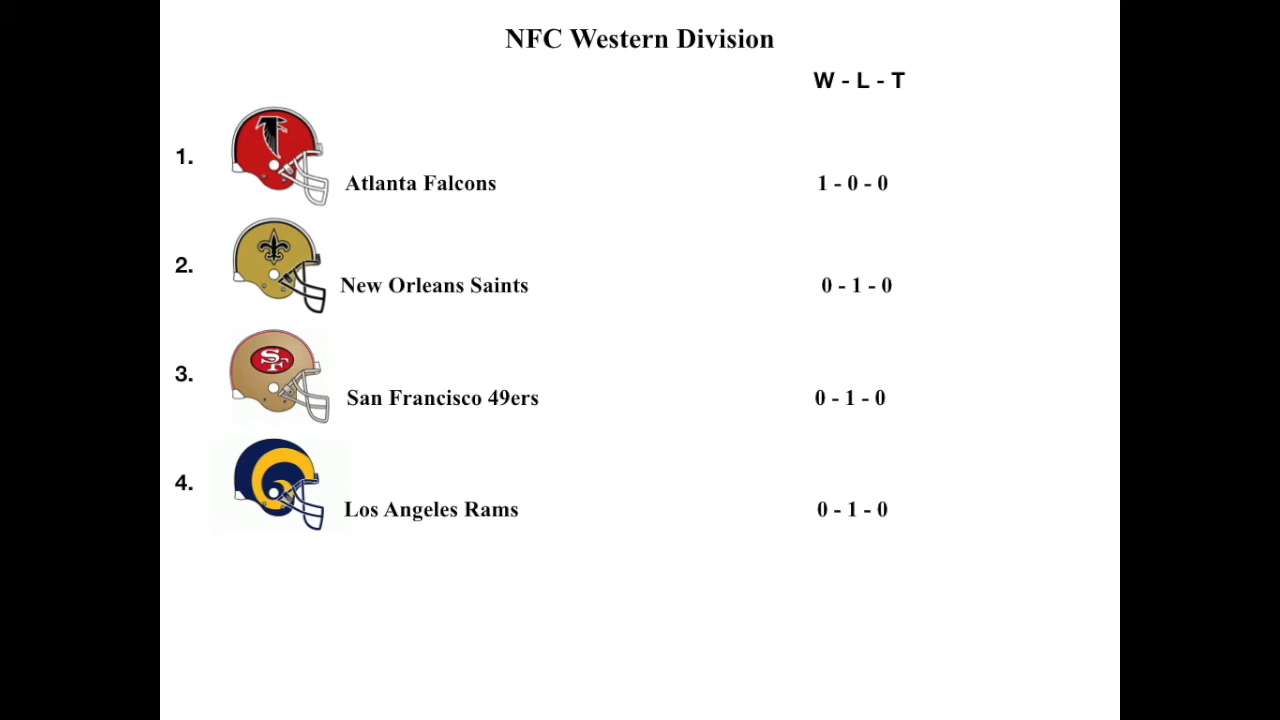 NFC Western Division
W - L - T
1. Atlanta Falcons 1 - 0 - 0
2. New Orleans Saints 0 - 1 - 0
3. SF San Francisco 49ers 0 - 1 - 0
4. Los Angeles Rams 0 - 1 - 0